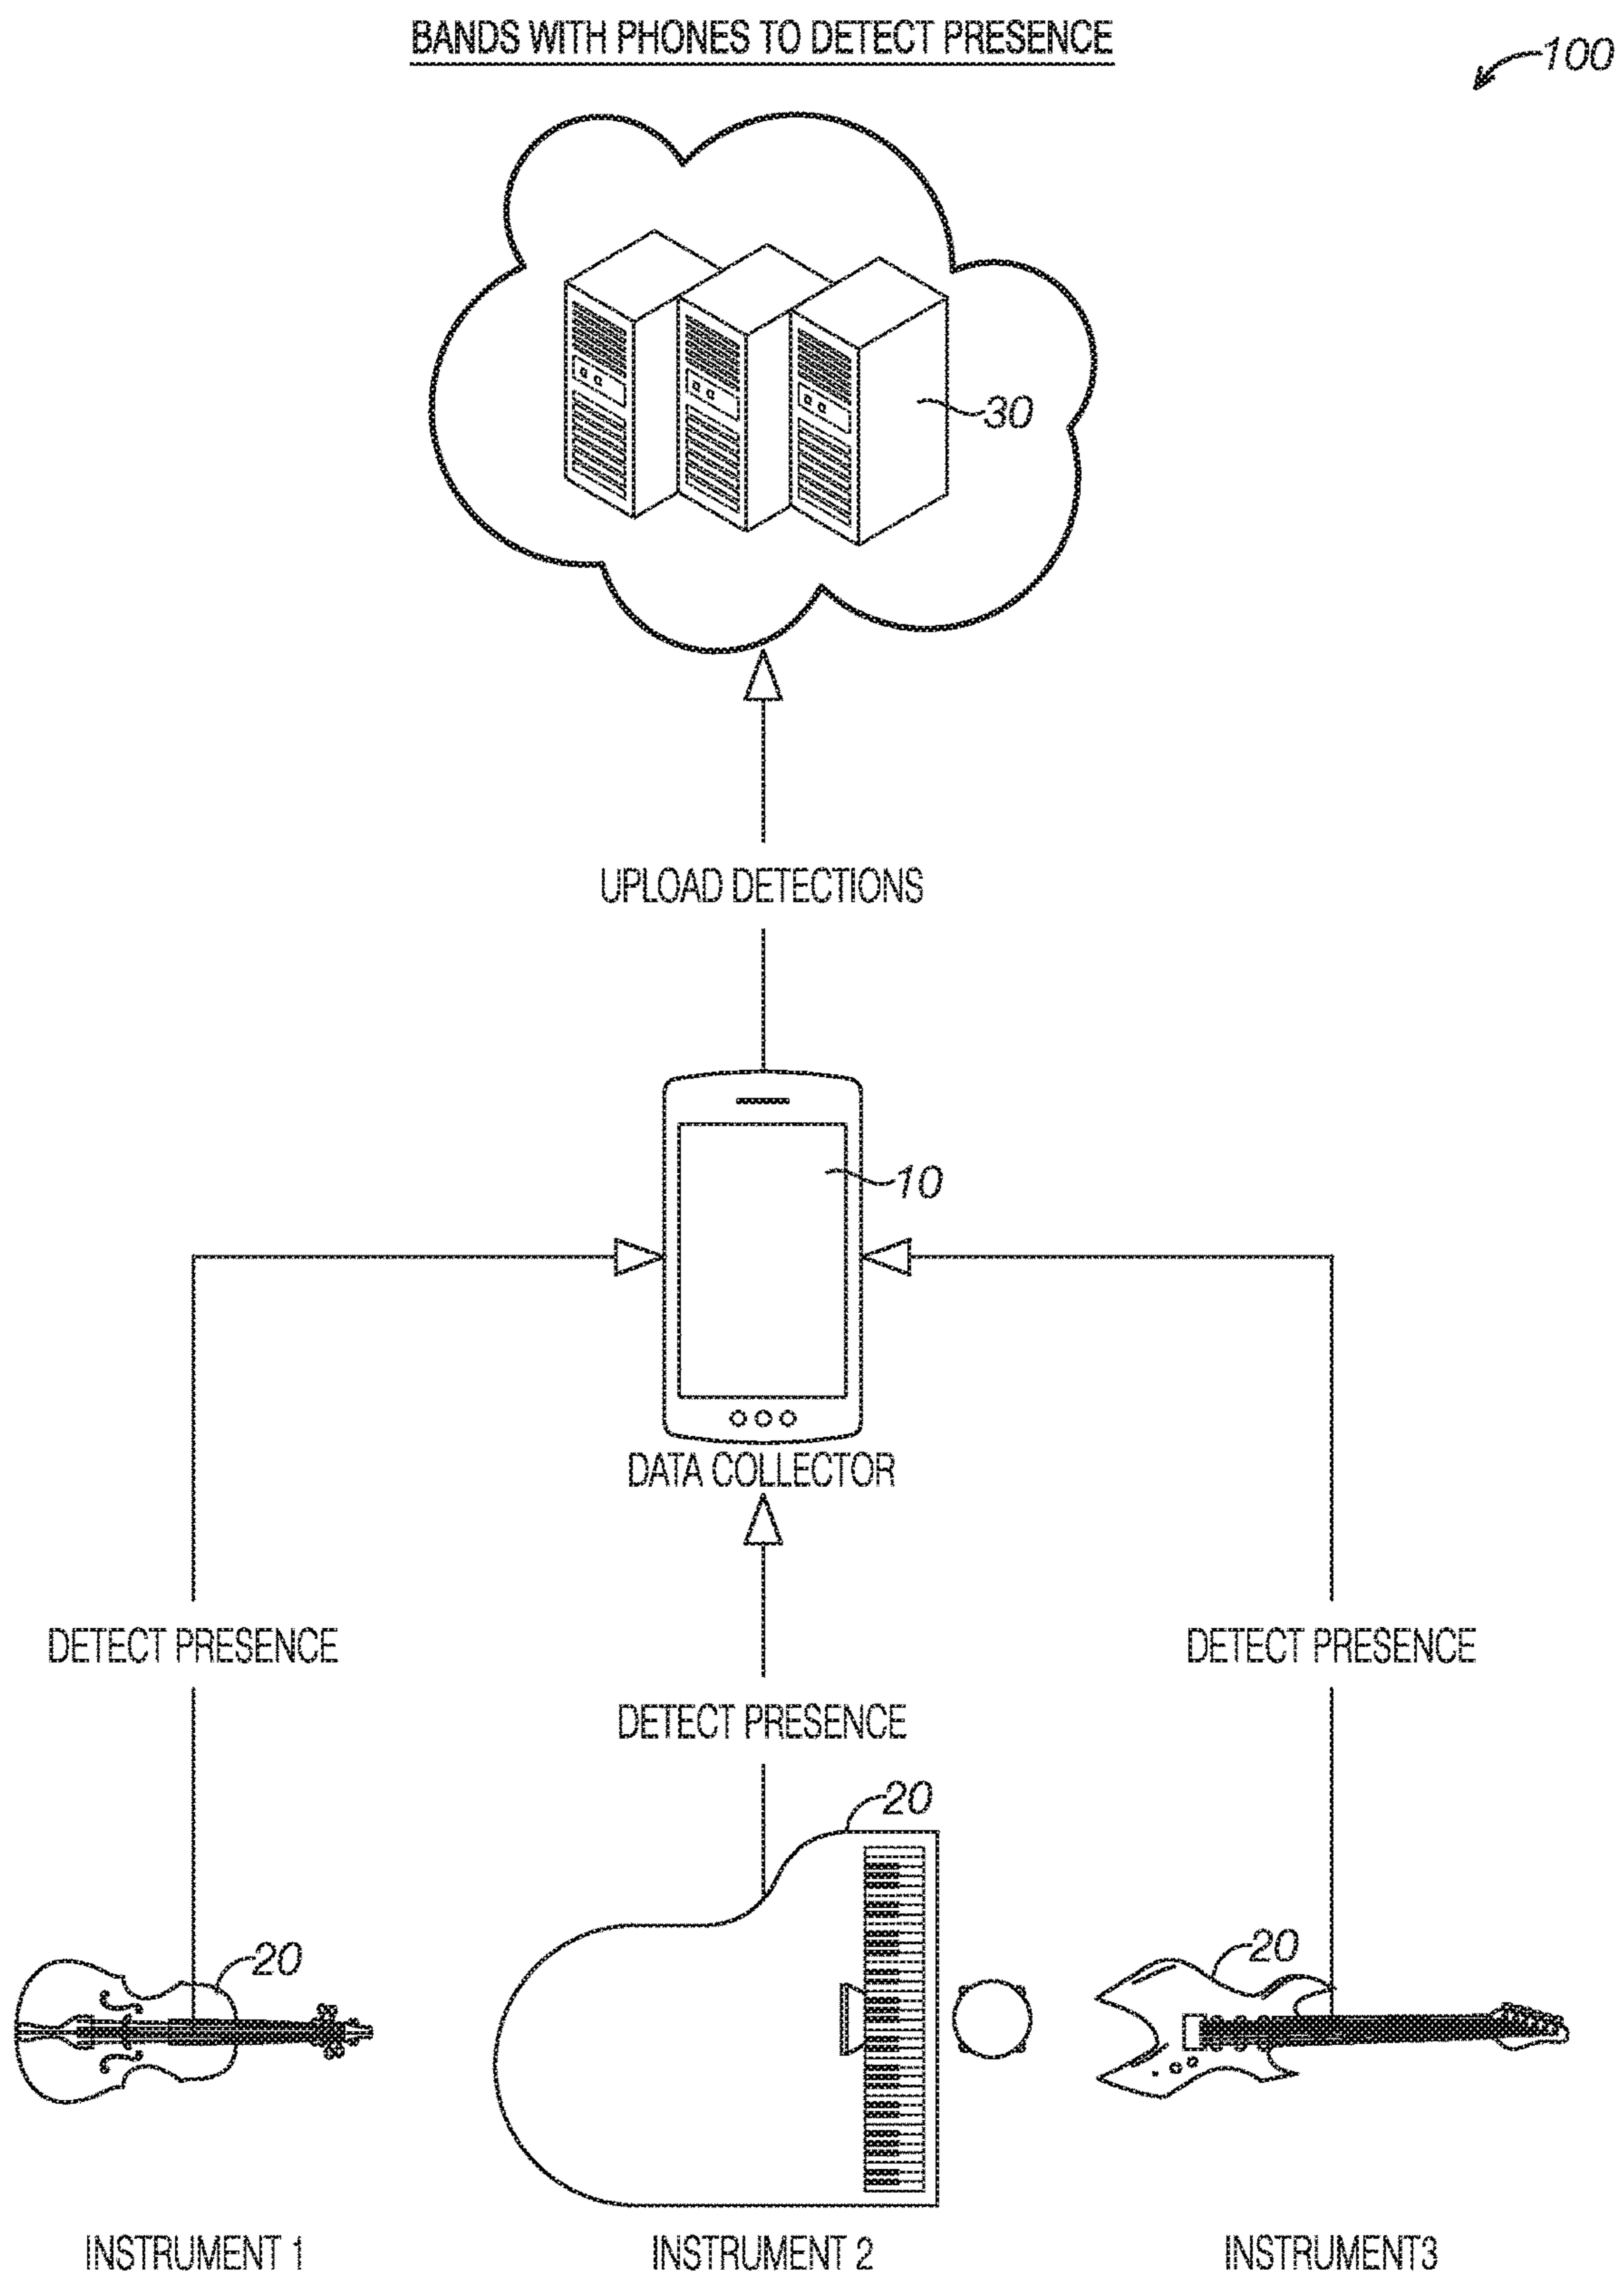 BANDS WITH PHONES TO DETECT PRESENCE
100
30
UPLOAD DETECTIONS
10
DATA COLLECTOR
DETECT PRESENCE
DETECT PRESENCE
DETECT PRESENCE
20
20
20
INSTRUMENT 1
INSTRUMENT 2
INSTRUMENT3